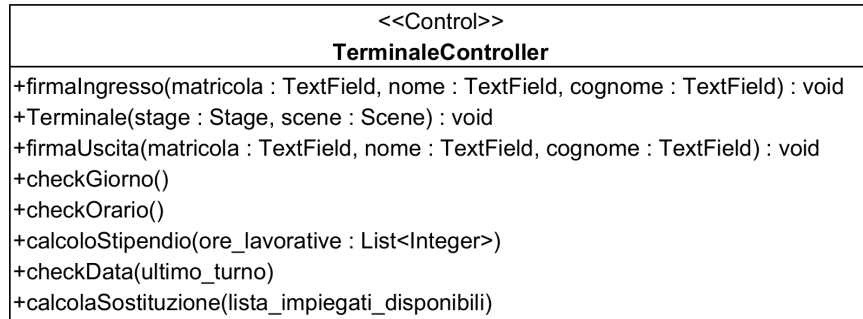 <<Control>>
TerminaleController
+firmaIngresso(matricola : TextField, nome : TextField, cognome : TextField) : void
+Terminale(stage : Stage, scene : Scene) : void
+firmaUscita(matricola : TextField, nome : TextField, cognome : TextField) : void
+checkGiorno()
+checkOrario()
+calcoloStipendio(ore_lavorative : List<Integer>)
+checkData(ultimo_turno)
+calcolaSostituzione(lista_impiegati_disponibili)